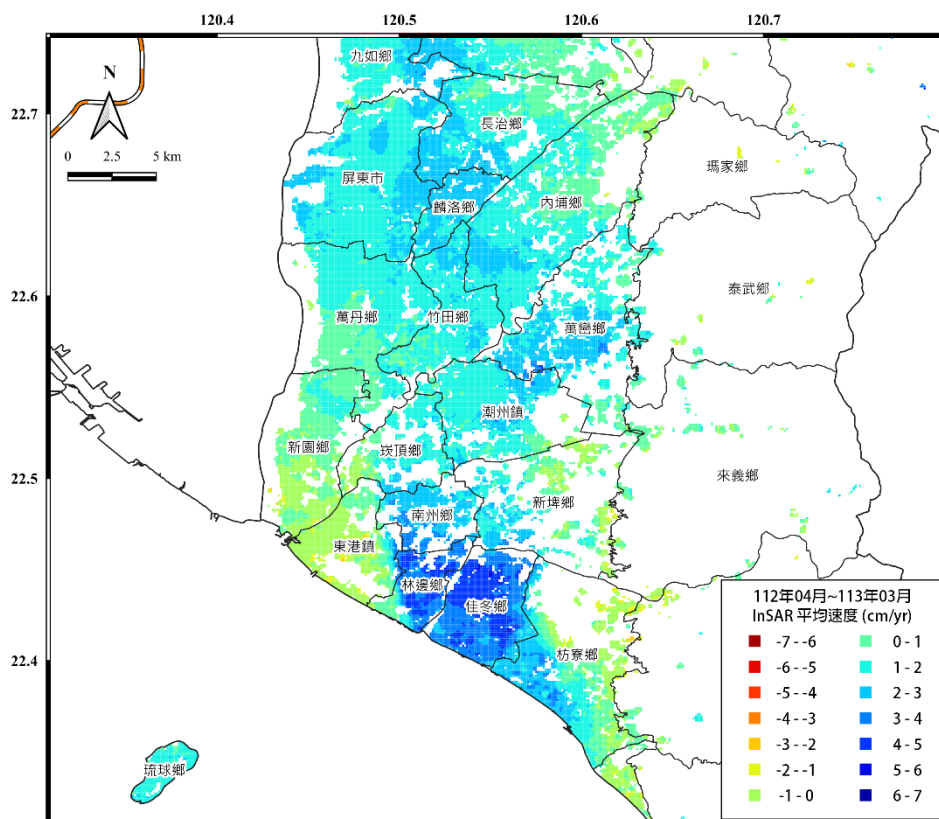 120.4 120.5 120.6 120.7
九如鄉
N
22.7
長治鄉
0 2.5 5 km
瑪家鄉
屏東市
麟洛鄉
內埔鄉
22.6
泰武鄉
萬丹鄉
竹田鄉
萬巒鄉
潮州鎮
新園鄉
崁頂鄉
22.5
來義鄉
新埤鄉
南州鄉
東港鎮
林邊鄉
佳冬鄉
枋寮鄉
22.4
琉球鄉
112年04月~113年03月
InSAR 平均速度 (cm/yr)
-7 - -6 0 - 1
-6 - -5 1 - 2
-5 - -4 2 - 3
-4 - -3 3 - 4
-3 - -2 4 - 5
-2 - -1 5 - 6
-1 - 0 6 - 7